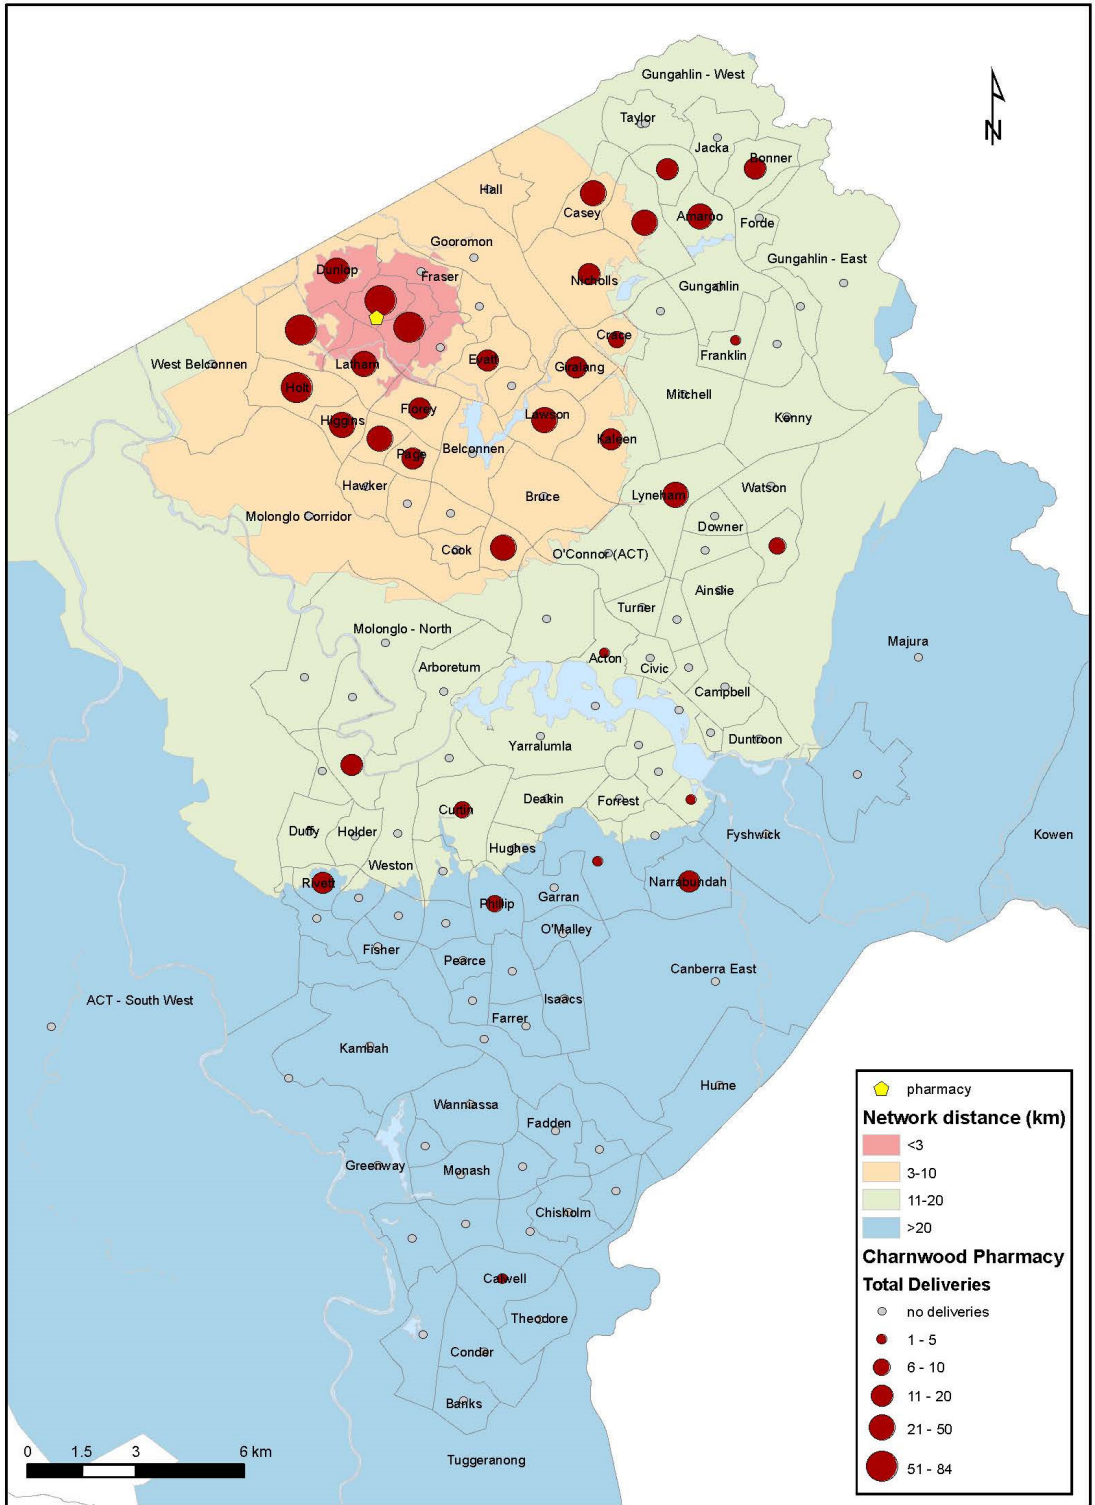 Gungahlin - West
Taylor
Jacka
Bonner
Hall
Casey
Amaroo
Forde
Gooromon
Gungahlin - East
Dunlop
Fraser
Nicholls
Gungahlin
Crace
Franklin
West Belconnen
Latham
Evatt
Giralang
Holt
Mitchell
Florey
Lawson
Kenny
Higgins
Kaleen
Page
Belconnen
Hawker
Bruce
Lyneham
Watson
Molonglo Corridor
Downer
Cook
O'Connor (ACT)
Ainslie
Turner
Molonglo - North
Majura
Acton
Arboretum
Civic
Campbell
Yarralumla
Duntroon
Deakin
Forrest
Curtin
Duffy
Holder
Fyshwick
Kowen
Hughes
Weston
Rivett
Narrabundah
Garran
Phillip
O'Malley
Fisher
Pearce
Canberra East
ACT - South West
Isaacs
Farrer
Kambah
Hume
Wanniassa
Fadden
Greenway
Monash
Chisholm
Calwell
Theodore
Conder
Banks
Tuggeranong
N
pharmacy
Network distance (km)
<3
3-10
11-20
>20
Charnwood Pharmacy
Total Deliveries
no deliveries
1 - 5
6 - 10
11 - 20
21 - 50
51 - 84
0 1.5 3 6 km